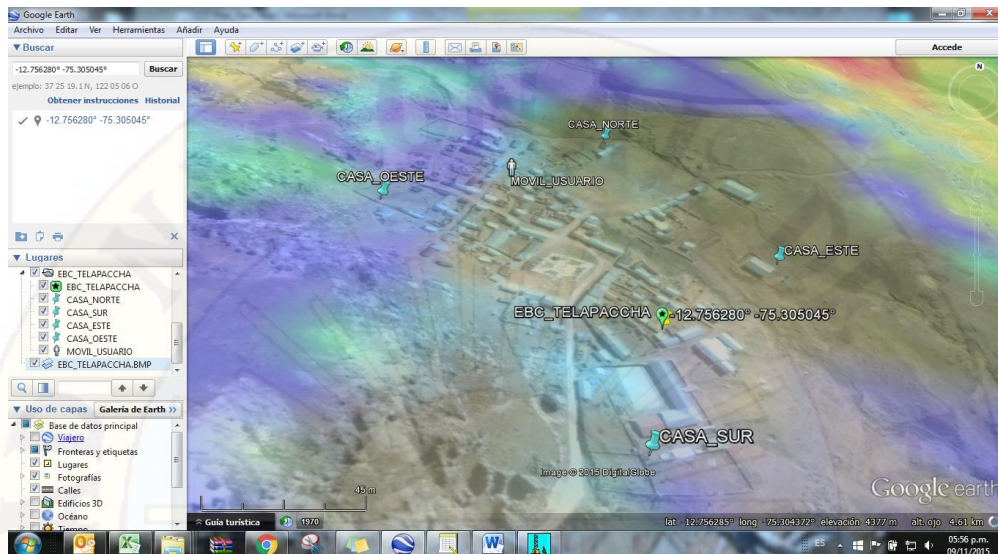 Google Earth
Archivo Editar Ver Herramientas Añadir Ayuda
Buscar
-12.756280° -75.305045°
Buscar
ejemplo: 37 25 19.1 N, 122 05 06 O
Obtener instrucciones Historial
-12.756280° -75.305045°
Lugares
EBC_TELAPACCHA
EBC_TELAPACCHA
CASA_NORTE
CASA_SUR
CASA_ESTE
CASA_OESTE
MOVIL_USUARIO
EBC_TELAPACCHA.BMP
Uso de capas Galería de Earth >>
Base de datos principal
Viajero
Fronteras y etiquetas
Lugares
Fotografías
Calles
Edificios 3D
Océano
Tiempo
Accede
N
CASA_NORTE
CASA_OESTE
MOVIL_USUARIO
CASA_ESTE
EBC_TELAPACCHA -12.756280° -75.305045°
CASA_SUR
Image © 2015 DigitalGlobe
45 m
Google earth
Guía turística 1970
lat -12.756285° long -75.304372° elevación 4377 m alt. ojo 4.61 km
ES
05:56 p.m.
09/11/2015